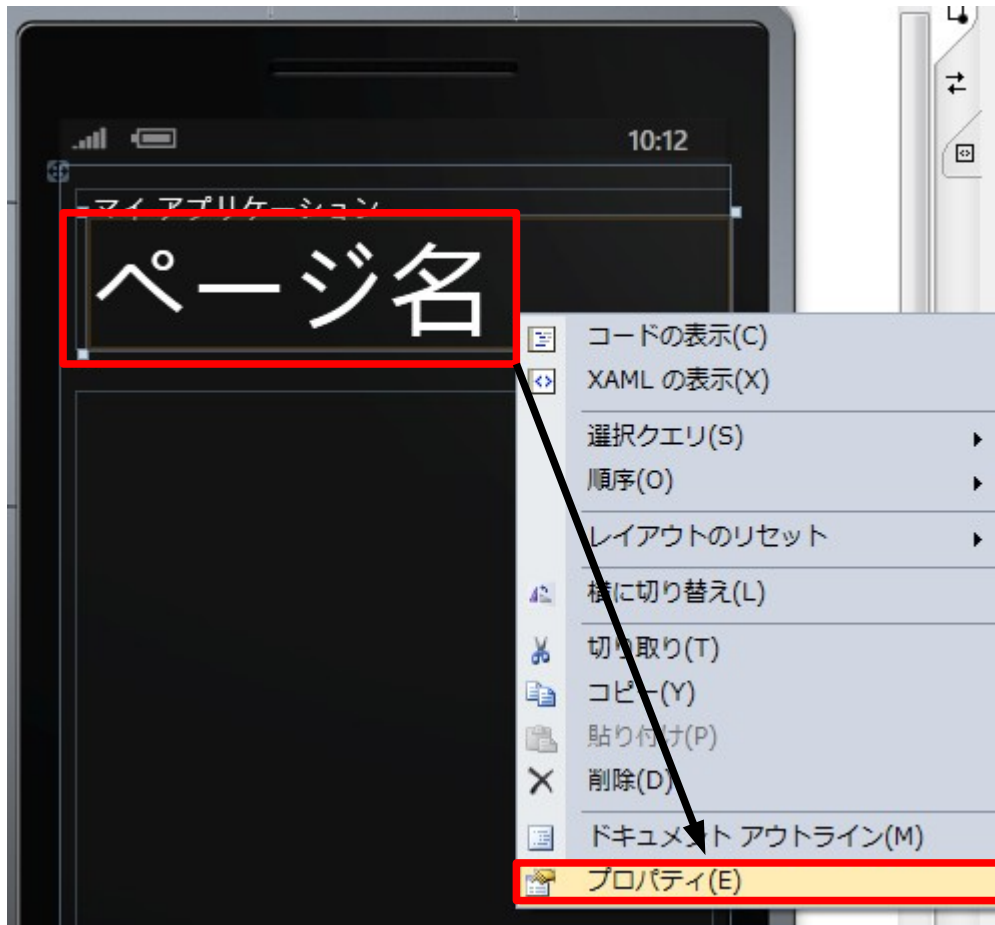 10:12
マイ アプリケーション
ページ名
コードの表示(C)
XAML の表示(X)
選択クエリ(S)
順序(O)
レイアウトのリセット
横に切り替え(L)
切り取り(T)
コピー(Y)
貼り付け(P)
削除(D)
ドキュメント アウトライン(M)
プロパティ(E)